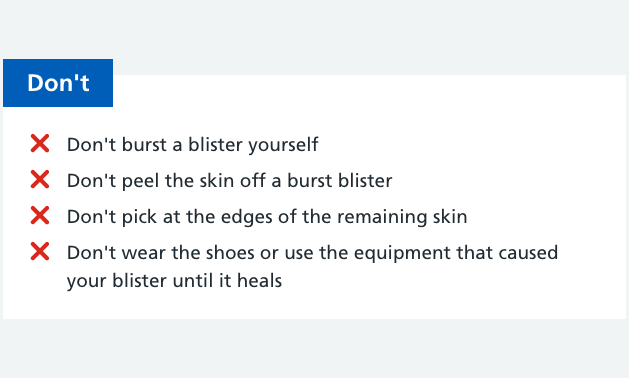 Don't
Don't burst a blister yourself
Don't peel the skin off a burst blister
Don't pick at the edges of the remaining skin
Don't wear the shoes or use the equipment that caused
your blister until it heals